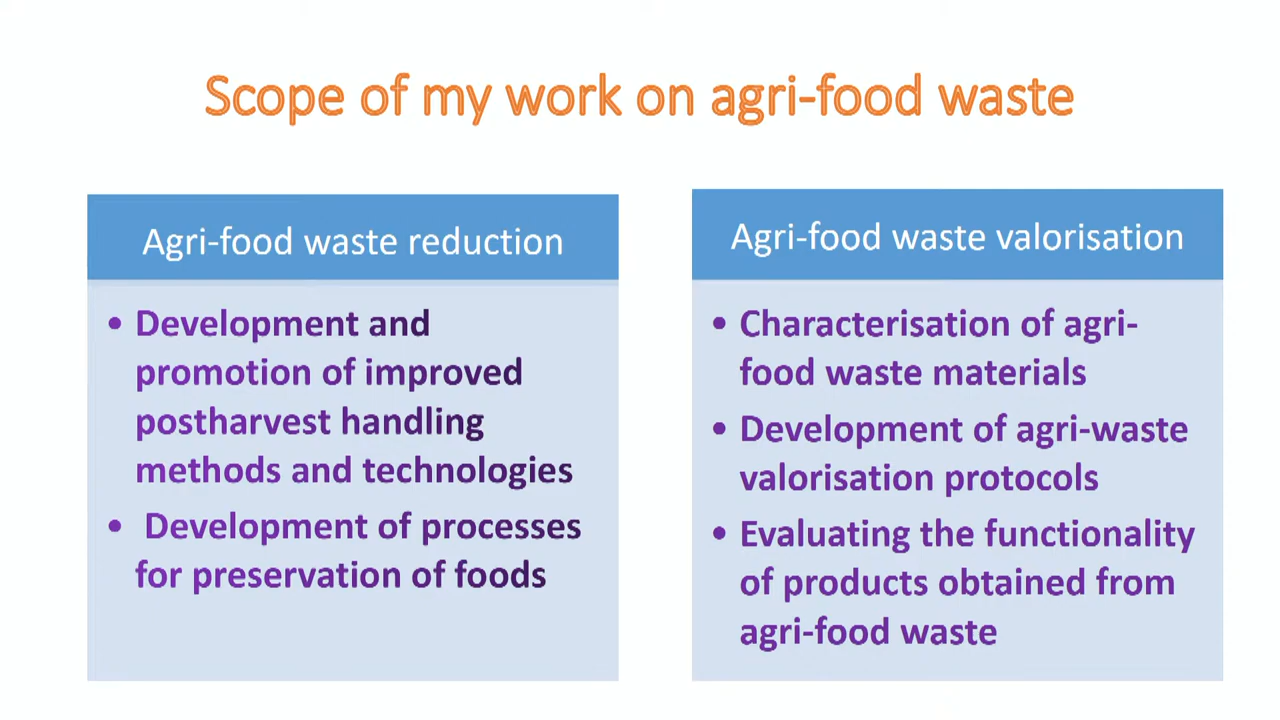 Scope of my work on agri-food waste
Agri-food waste reduction
• Development and
promotion of improved
postharvest handling
methods and technologies
• Development of processes
for preservation of foods
Agri-food waste valorisation
• Characterisation of agri-
food waste materials
• Development of agri-waste
valorisation protocols
• Evaluating the functionality
of products obtained from
agri-food waste